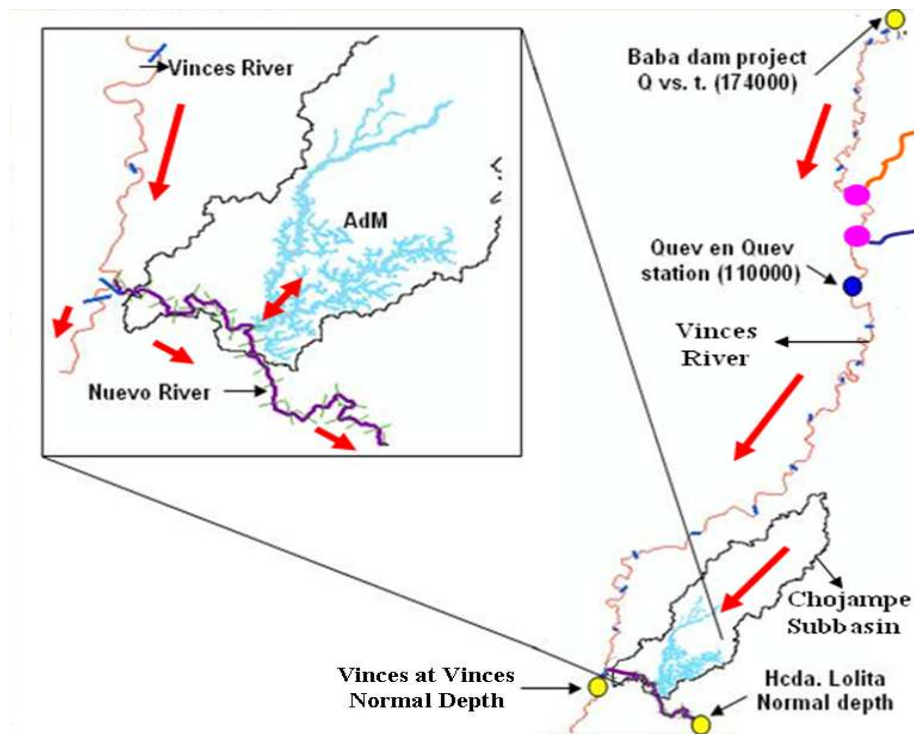 Vinces River
AdM
Nuevo River
Baba dam project
Q vs. t. (174000)
Quev en Quev
station (110000)
Vinces
River
Chojampe
Subbasin
Vinces at Vinces
Normal Depth
Hcda. Lolita
Normal depth